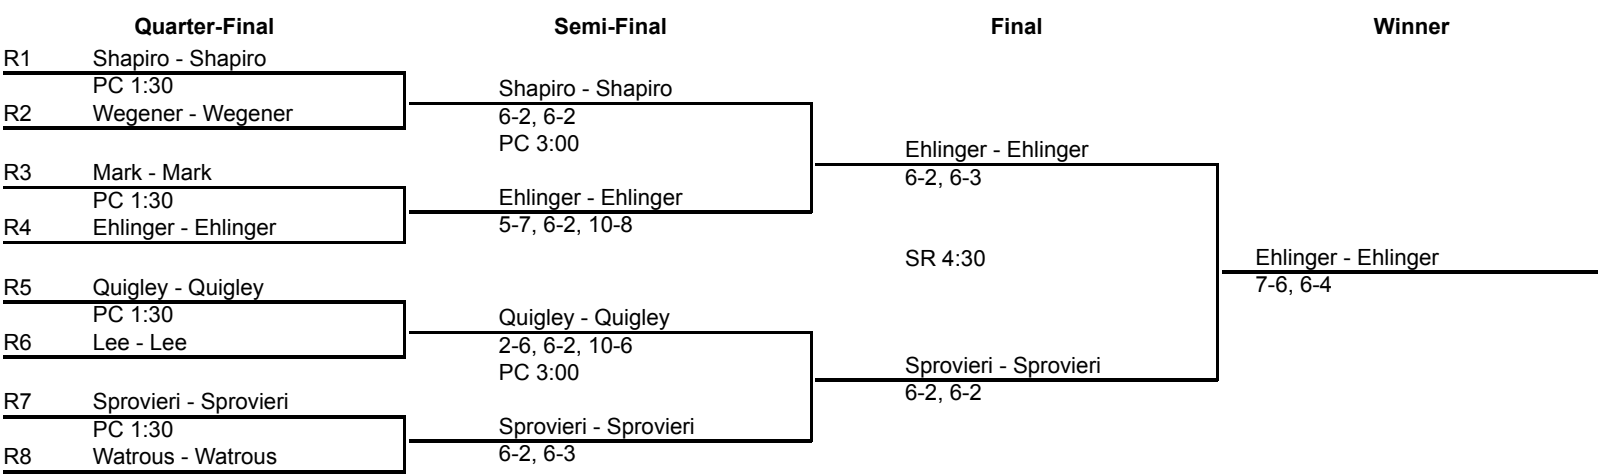 Quarter-Final Semi-Final Final Winner
R1 Shapiro - Shapiro
PC 1:30
R2 Wegener - Wegener
R3 Mark - Mark
PC 1:30
R4 Ehlinger - Ehlinger
R5 Quigley - Quigley
PC 1:30
R6 Lee - Lee
R7 Sprovieri - Sprovieri
PC 1:30
R8 Watrous - Watrous
Shapiro - Shapiro
6-2, 6-2
PC 3:00
Ehlinger - Ehlinger
5-7, 6-2, 10-8
Quigley - Quigley
2-6, 6-2, 10-6
PC 3:00
Sprovieri - Sprovieri
6-2, 6-3
Ehlinger - Ehlinger
6-2, 6-3
SR 4:30
Sprovieri - Sprovieri
6-2, 6-2
Ehlinger - Ehlinger
7-6, 6-4